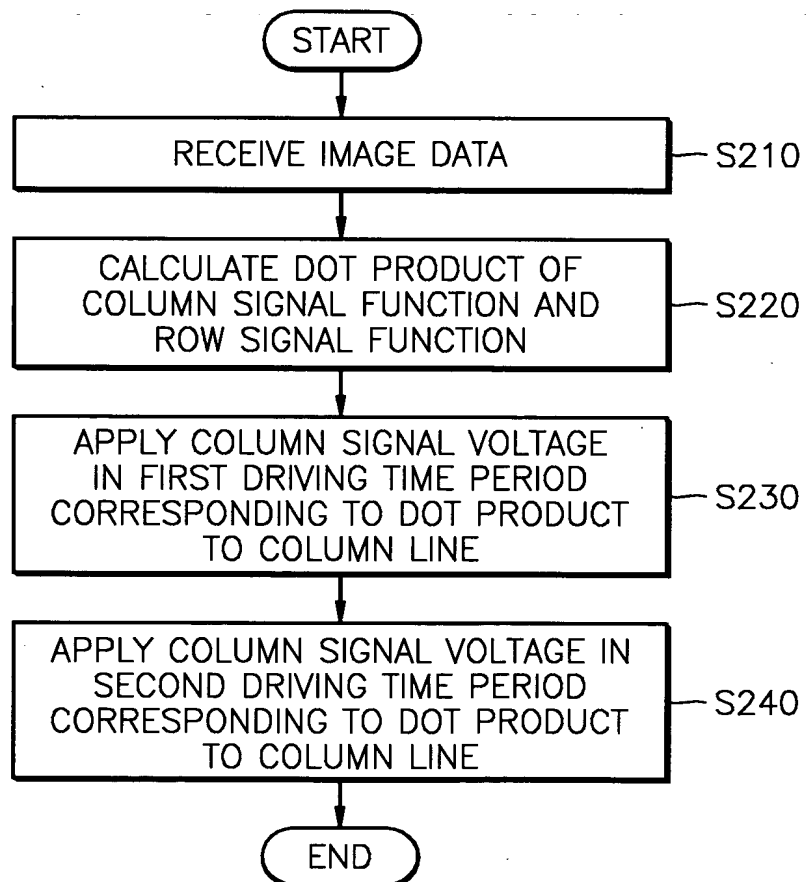 START
RECEIVE IMAGE DATA
S210
CALCULATE DOT PRODUCT OF
COLUMN SIGNAL FUNCTION AND
ROW SIGNAL FUNCTION
S220
APPLY COLUMN SIGNAL VOLTAGE
IN FIRST DRIVING TIME PERIOD
CORRESPONDING TO DOT PRODUCT
TO COLUMN LINE
S230
APPLY COLUMN SIGNAL VOLTAGE IN
SECOND DRIVING TIME PERIOD
CORRESPONDING TO DOT PRODUCT
TO COLUMN LINE
S240
END